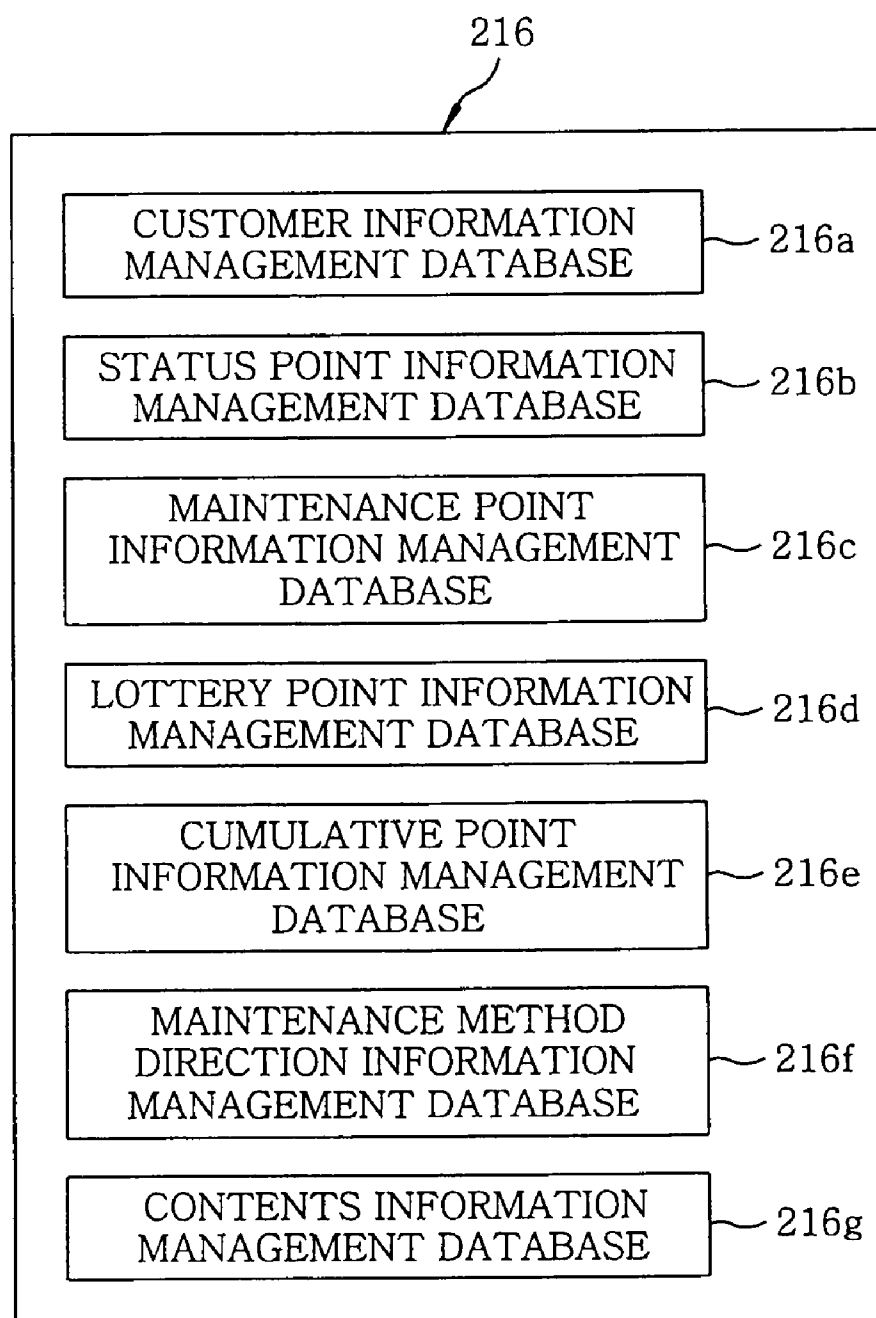 216
CUSTOMER INFORMATION
MANAGEMENT DATABASE
216a
STATUS POINT INFORMATION
MANAGEMENT DATABASE
216b
MAINTENANCE POINT
INFORMATION MANAGEMENT
DATABASE
216c
LOTTERY POINT INFORMATION
MANAGEMENT DATABASE
216d
CUMULATIVE POINT
INFORMATION MANAGEMENT
DATABASE
216e
MAINTENANCE METHOD
DIRECTION INFORMATION
MANAGEMENT DATABASE
216f
CONTENTS INFORMATION
MANAGEMENT DATABASE
216g